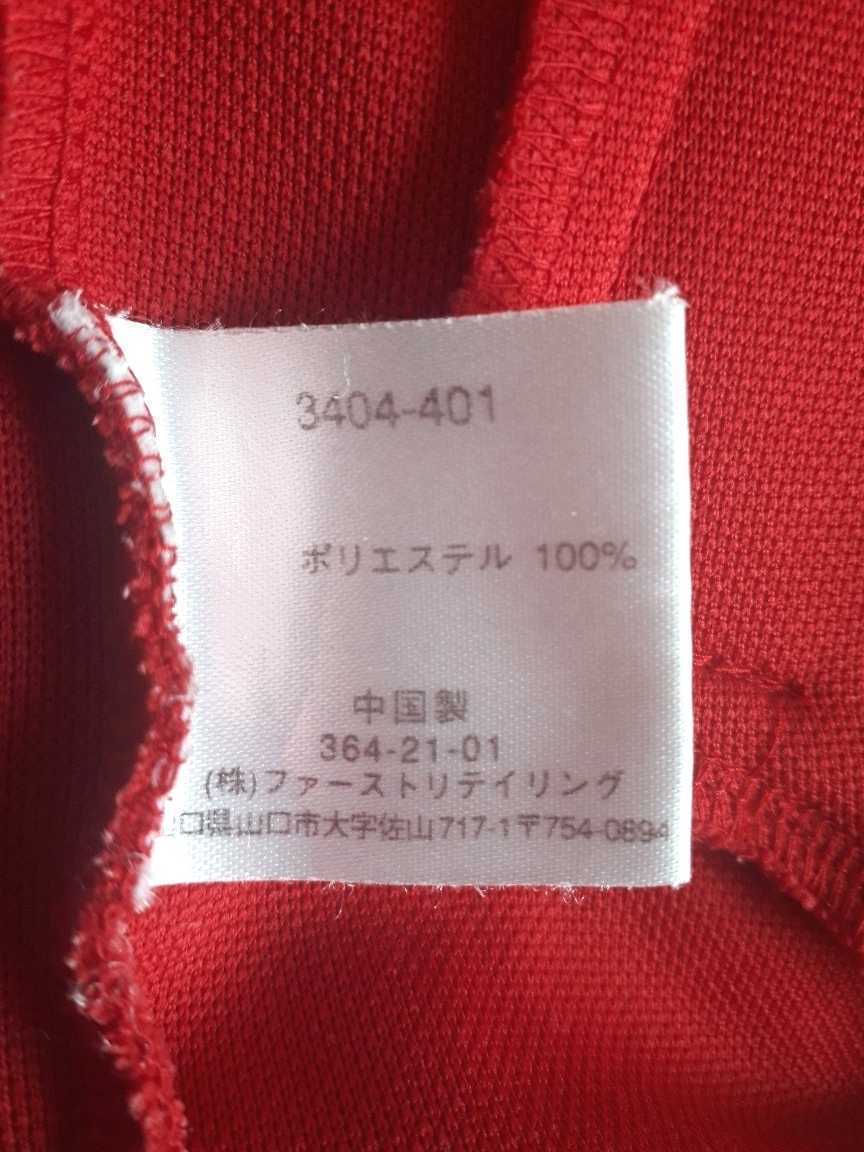 3404-401
ポリエステル 100%
中国製
364-21-01
(株)ファーストリテイリング
口県山口市大字佐山717-1〒754-0894